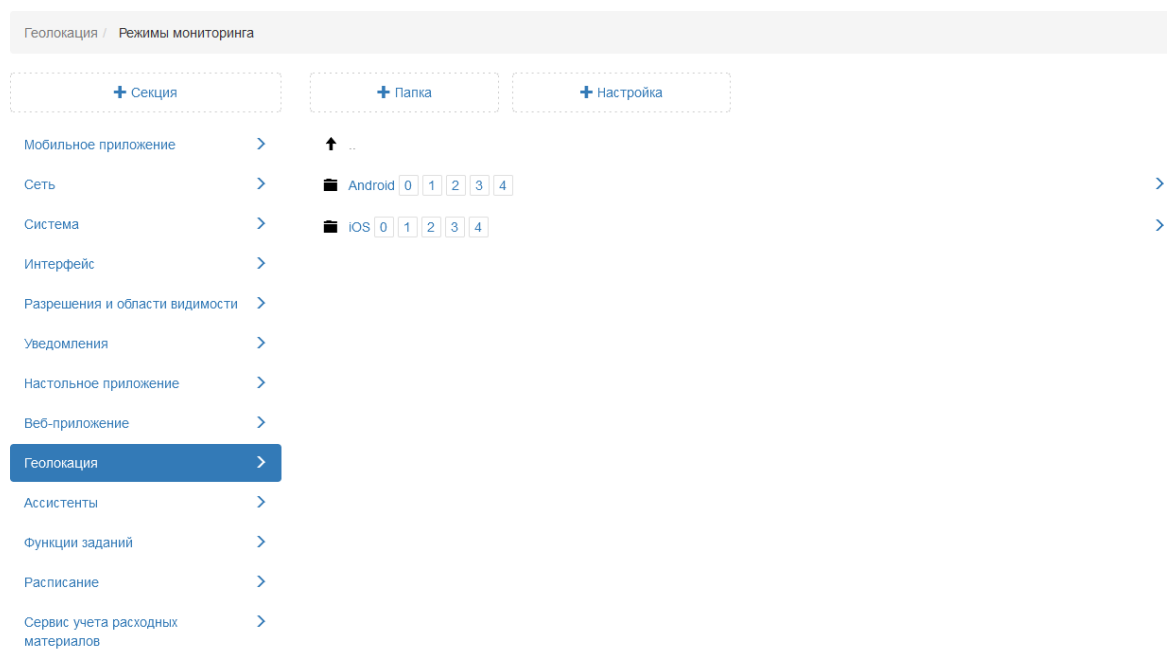 Геолокация / Режимы мониторинга
Секция
Папка
Настройка
Мобильное приложение
..
Сеть
Android 0 1 2 3 4
Система
iOS 0 1 2 3 4
Интерфейс
Разрешения и области видимости
Уведомления
Настольное приложение
Веб-приложение
Геолокация
Ассистенты
Функции заданий
Расписание
Сервис учета расходных
материалов